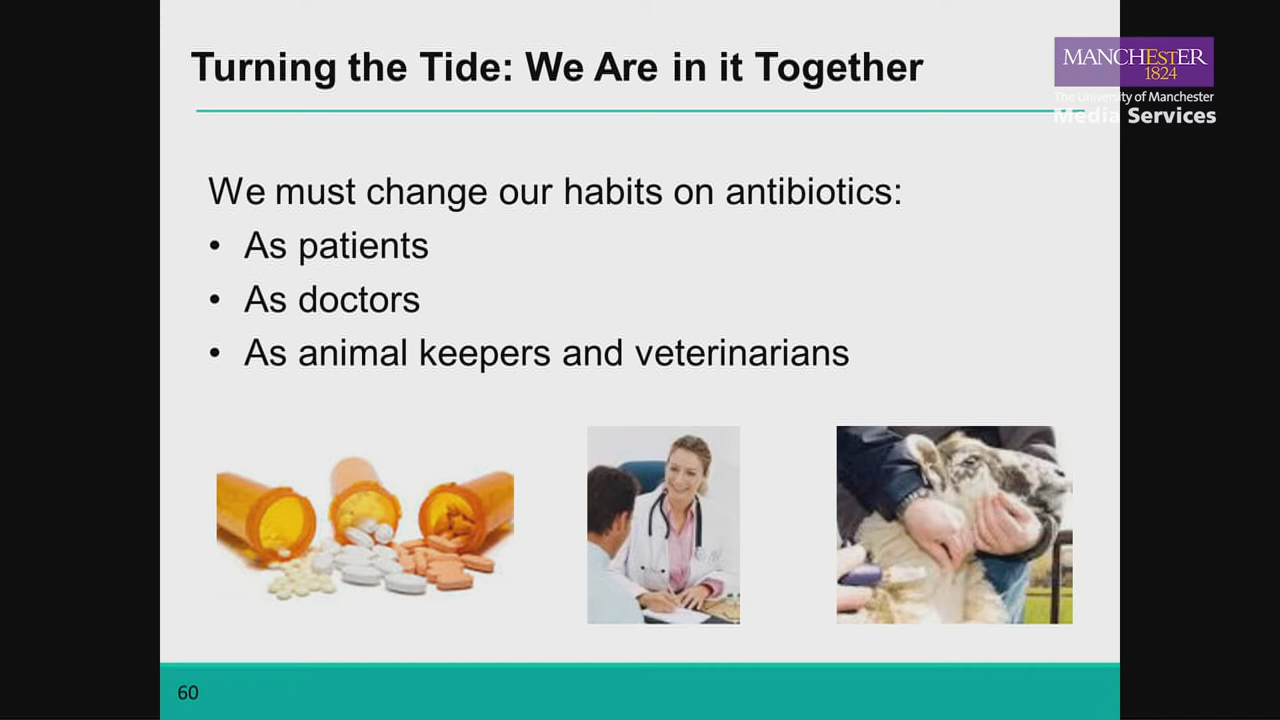 Turning the Tide: We Are in it Together
MANCHESTER
1824
The University of Manchester
Media Services
We must change our habits on antibiotics:
• As patients
• As doctors
• As animal keepers and veterinarians
60